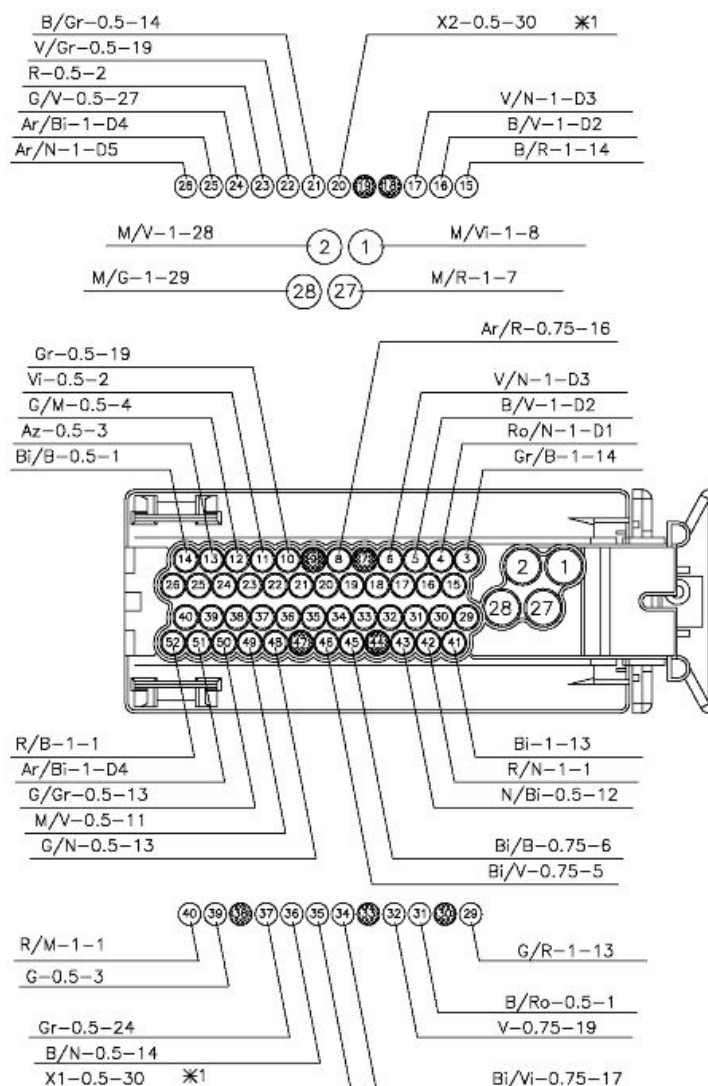 B/Gr-0.5-14 X2-0.5-30 ✳1
V/Gr-0.5-19
R-0.5-2
G/V-0.5-27 V/N-1-D3
Ar/Bi-1-D4 B/V-1-D2
Ar/N-1-D5 B/R-1-14
26 25 24 23 22 21 20 19 18 17 16 15
M/V-1-28 2 1 M/Vi-1-8
M/G-1-29 28 27 M/R-1-7
Ar/R-0.75-16
Gr-0.5-19
Vi-0.5-2 V/N-1-D3
G/M-0.5-4 B/V-1-D2
Az-0.5-3 Ro/N-1-D1
Bi/B-0.5-1 Gr/B-1-14
14 13 12 11 10 9 8 7 6 5 4 3 2 1
26 25 24 23 22 21 20 19 18 17 16 15
40 39 38 37 36 35 34 33 32 31 30 29 28 27
52 51 50 49 48 47 46 45 44 43 42 41
R/B-1-1 Bi-1-13
Ar/Bi-1-D4 R/N-1-1
G/Gr-0.5-13 N/Bi-0.5-12
M/V-0.5-11
G/N-0.5-13 Bi/B-0.75-6
Bi/V-0.75-5
40 39 38 37 36 35 34 33 32 31 30 29
R/M-1-1 G/R-1-13
G-0.5-3
B/Ro-0.5-1
Gr-0.5-24 V-0.75-19
B/N-0.5-14
X1-0.5-30 ✳1 Bi/Vi-0.75-17